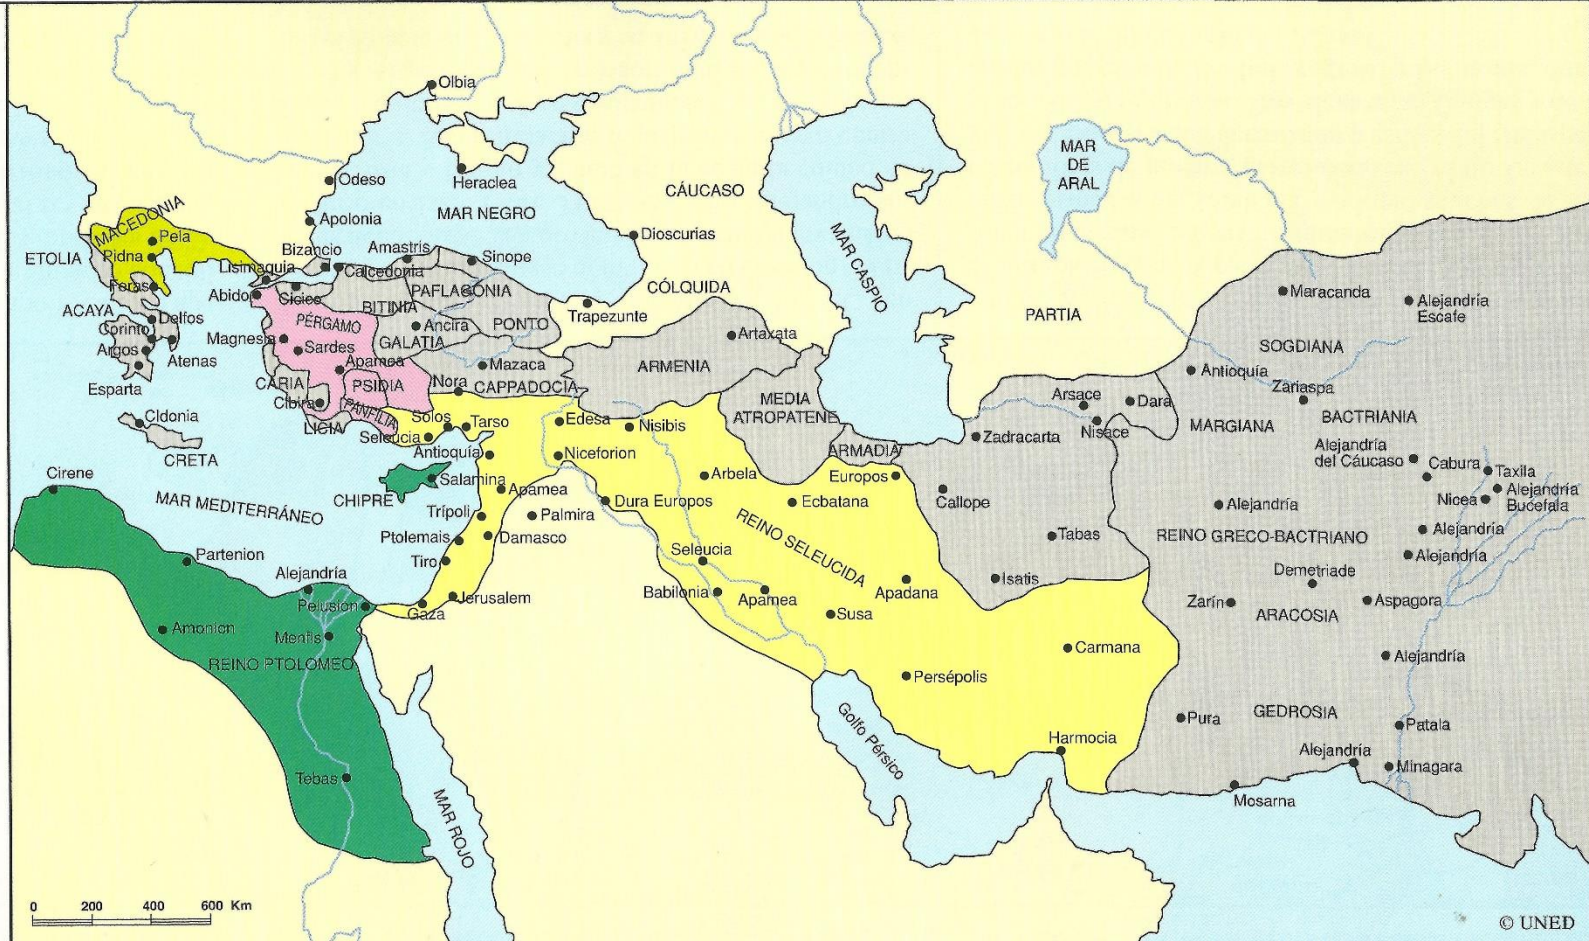 Olbia
MAR
DE
ARAL
Odeso
Heraclea
CÁUCASO
MACEDONIA
Apolonia
MAR NEGRO
Pela
Dioscurias
MAR CASPIO
ETOLIA
Pidna
Bizancio
Amastris
Sinope
Lisimaquia
Calcedonia
Feras
Abido
Cicico
PAFLAGONIA
CÓLQUIDA
Maracanda
Alejandría
Escafe
BITINIA
ACAYA
Delfos
Trapezunte
PARTIA
PÉRGAMO
Ancira
PONTO
Corinto
Magnesia
GALATIA
Artaxata
SOGDIANA
Argos
Atenas
Sardes
Apamea
Mazaca
ARMENIA
Antioquía
Esparta
CARIA
PSIDIA
Nora
CAPPADOCIA
Zariaspa
MEDIA
ATROPATENE
Arsace
Dara
Cibira
PANFILIA
BACTRIANA
Cldonia
LICIA
Solos
Tarso
Edesa
Nisibis
Nisace
MARGIANA
Seleucia
Zadracarta
Alejandría
del Cáucaso
CRETA
Antioquía
Niceforion
ARMADIA
Cabura
Taxila
Cirene
Salamina
Arbela
Europos
Alejandría
Bucefala
CHIPRE
Apamea
Dura Europos
Ecbatana
Callope
Alejandría
Nicea
MAR MEDITERRÁNEO
Trípoli
Palmira
REINO SELEUCIDA
Alejandría
Ptolemais
Damasco
Tabas
REINO GRECO-BACTRIANO
Partenion
Tiro
Seleucia
Alejandría
Alejandría
Isatis
Demetriade
Pelusion
Gaza
Jerusalem
Babilonia
Apamea
Apadana
Zarín
Aspagora
Susa
ARACOSIA
Amonion
Menfis
REINO PTOLOMEO
Carmana
Alejandría
Persépolis
Golfo Pérsico
Pura
GEDROSIA
Patala
Harmocia
Alejandría
Tebas
Minagara
MAR ROJO
Mosarna
0 200 400 600 Km
© UNED